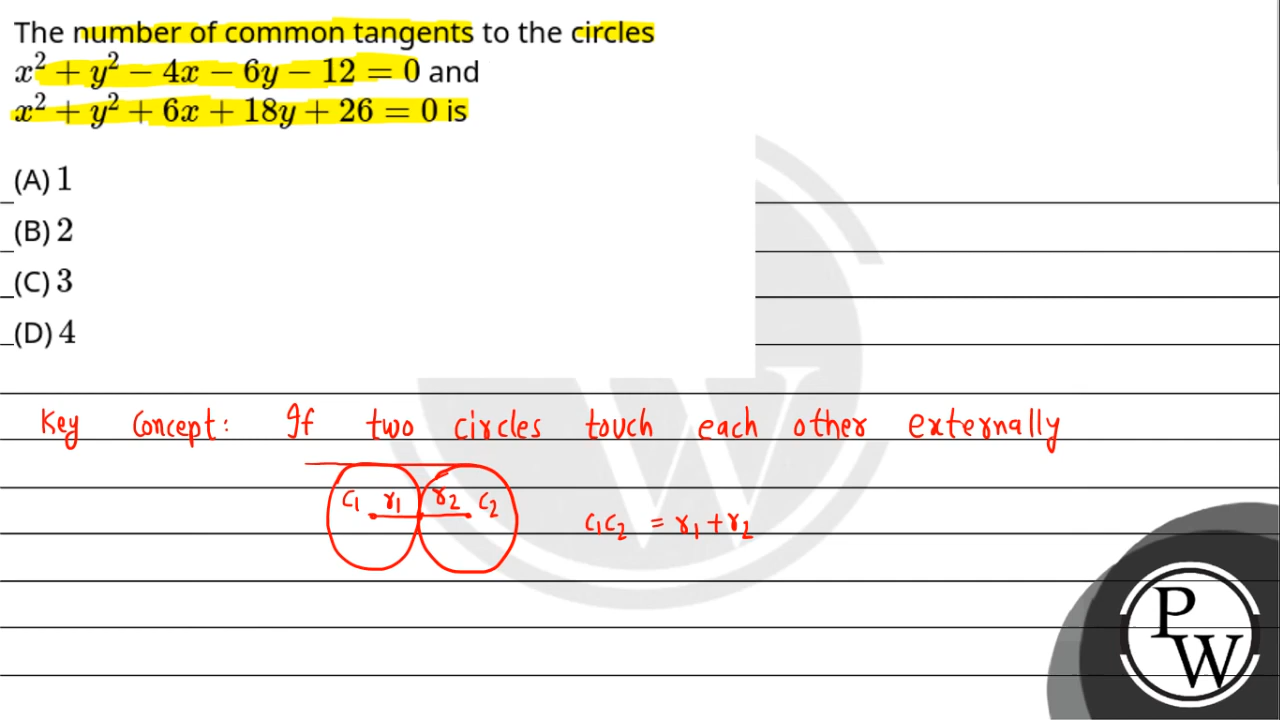 The number of common tangents to the circles
x² + y² − 4x − 6y − 12 = 0 and
x² + y² + 6x + 18y + 26 = 0 is
(A) 1
(B) 2
(C) 3
(D) 4
Key Concept: If two circles touch each other externally
C₁ r₁ r₂ C₂
C₁C₂ = r₁ + r₂
P
W